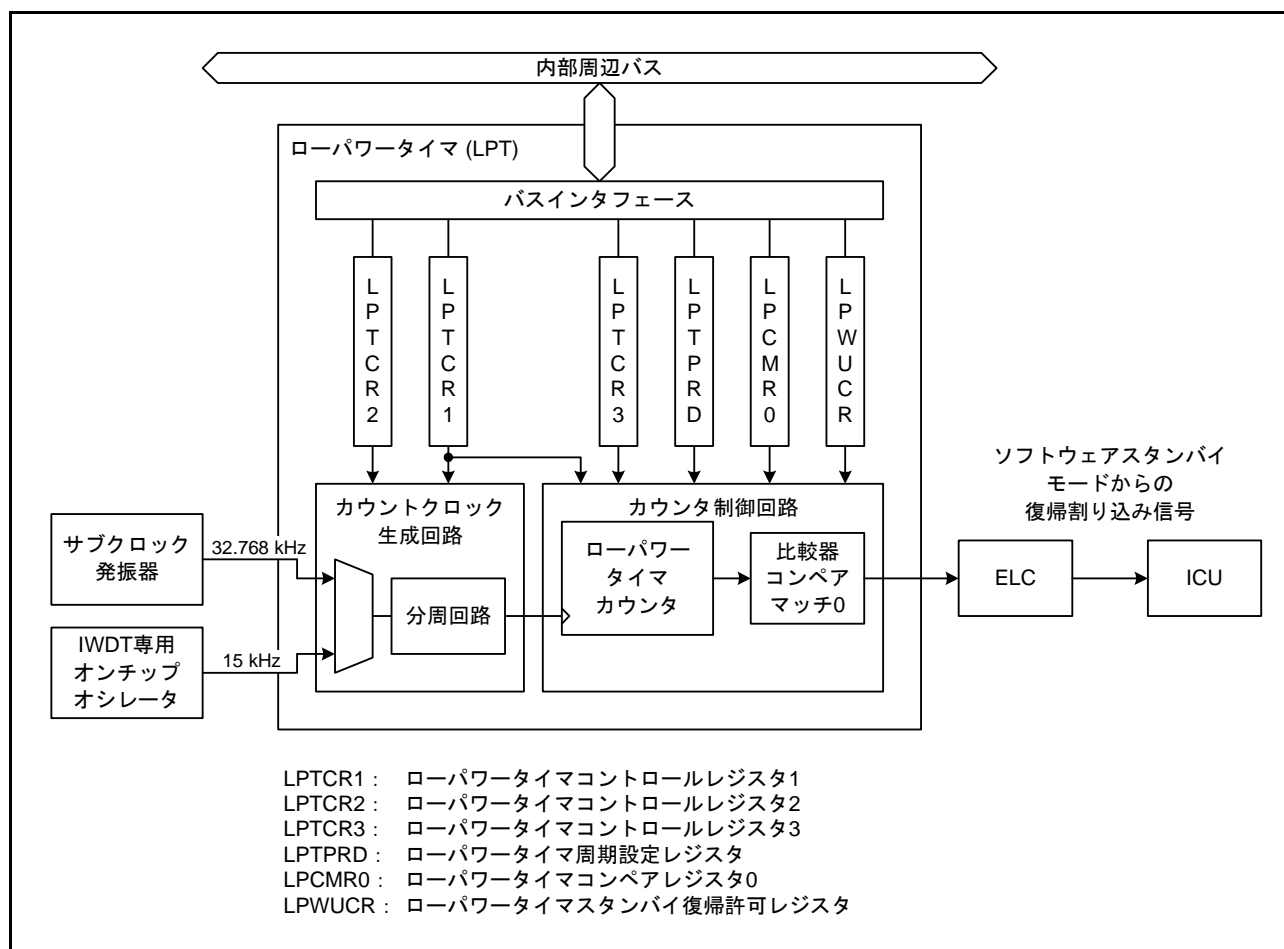 内部周辺バス
ローパワータイマ (LPT)
バスインタフェース
LPTCR2
LPTCR1
LPTCR3
LPTPRD
LPCMR0
LPWUCR
カウントクロック
生成回路
カウンタ制御回路
ソフトウェアスタンバイ
モードからの
復帰割り込み信号
サブクロック
発振器
32.768 kHz
分周回路
ローパワー
タイマ
カウンタ
比較器
コンペア
マッチ0
ELC
ICU
IWDT専用
オンチップ
オシレータ
15 kHz
LPTCR1 : ローパワータイマコントロールレジスタ1
LPTCR2 : ローパワータイマコントロールレジスタ2
LPTCR3 : ローパワータイマコントロールレジスタ3
LPTPRD : ローパワータイマ周期設定レジスタ
LPCMR0 : ローパワータイマコンペアレジスタ0
LPWUCR : ローパワータイマスタンバイ復帰許可レジスタ